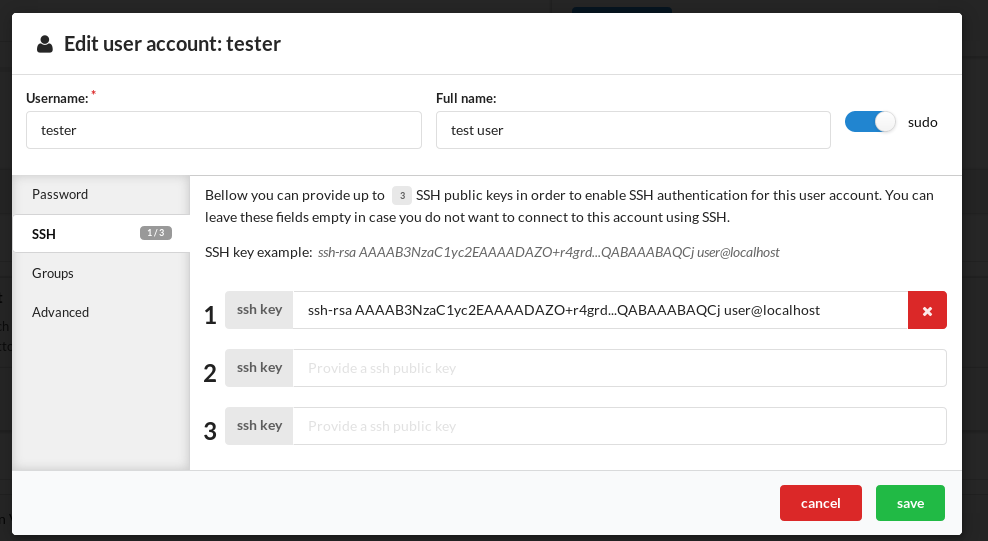 Edit user account: tester
Username: *
Full name:
tester
test user
sudo
Password
SSH
1 / 3
Groups
Advanced
Bellow you can provide up to 3 SSH public keys in order to enable SSH authentication for this user account. You can
leave these fields empty in case you do not want to connect to this account using SSH.
SSH key example: ssh-rsa AAAAB3NzaC1yc2EAAAADAZO+r4grd...QABAAABAQCj user@localhost
1 ssh key ssh-rsa AAAAB3NzaC1yc2EAAAADAZO+r4grd...QABAAABAQCj user@localhost
2 ssh key Provide a ssh public key
3 ssh key Provide a ssh public key
cancel
save